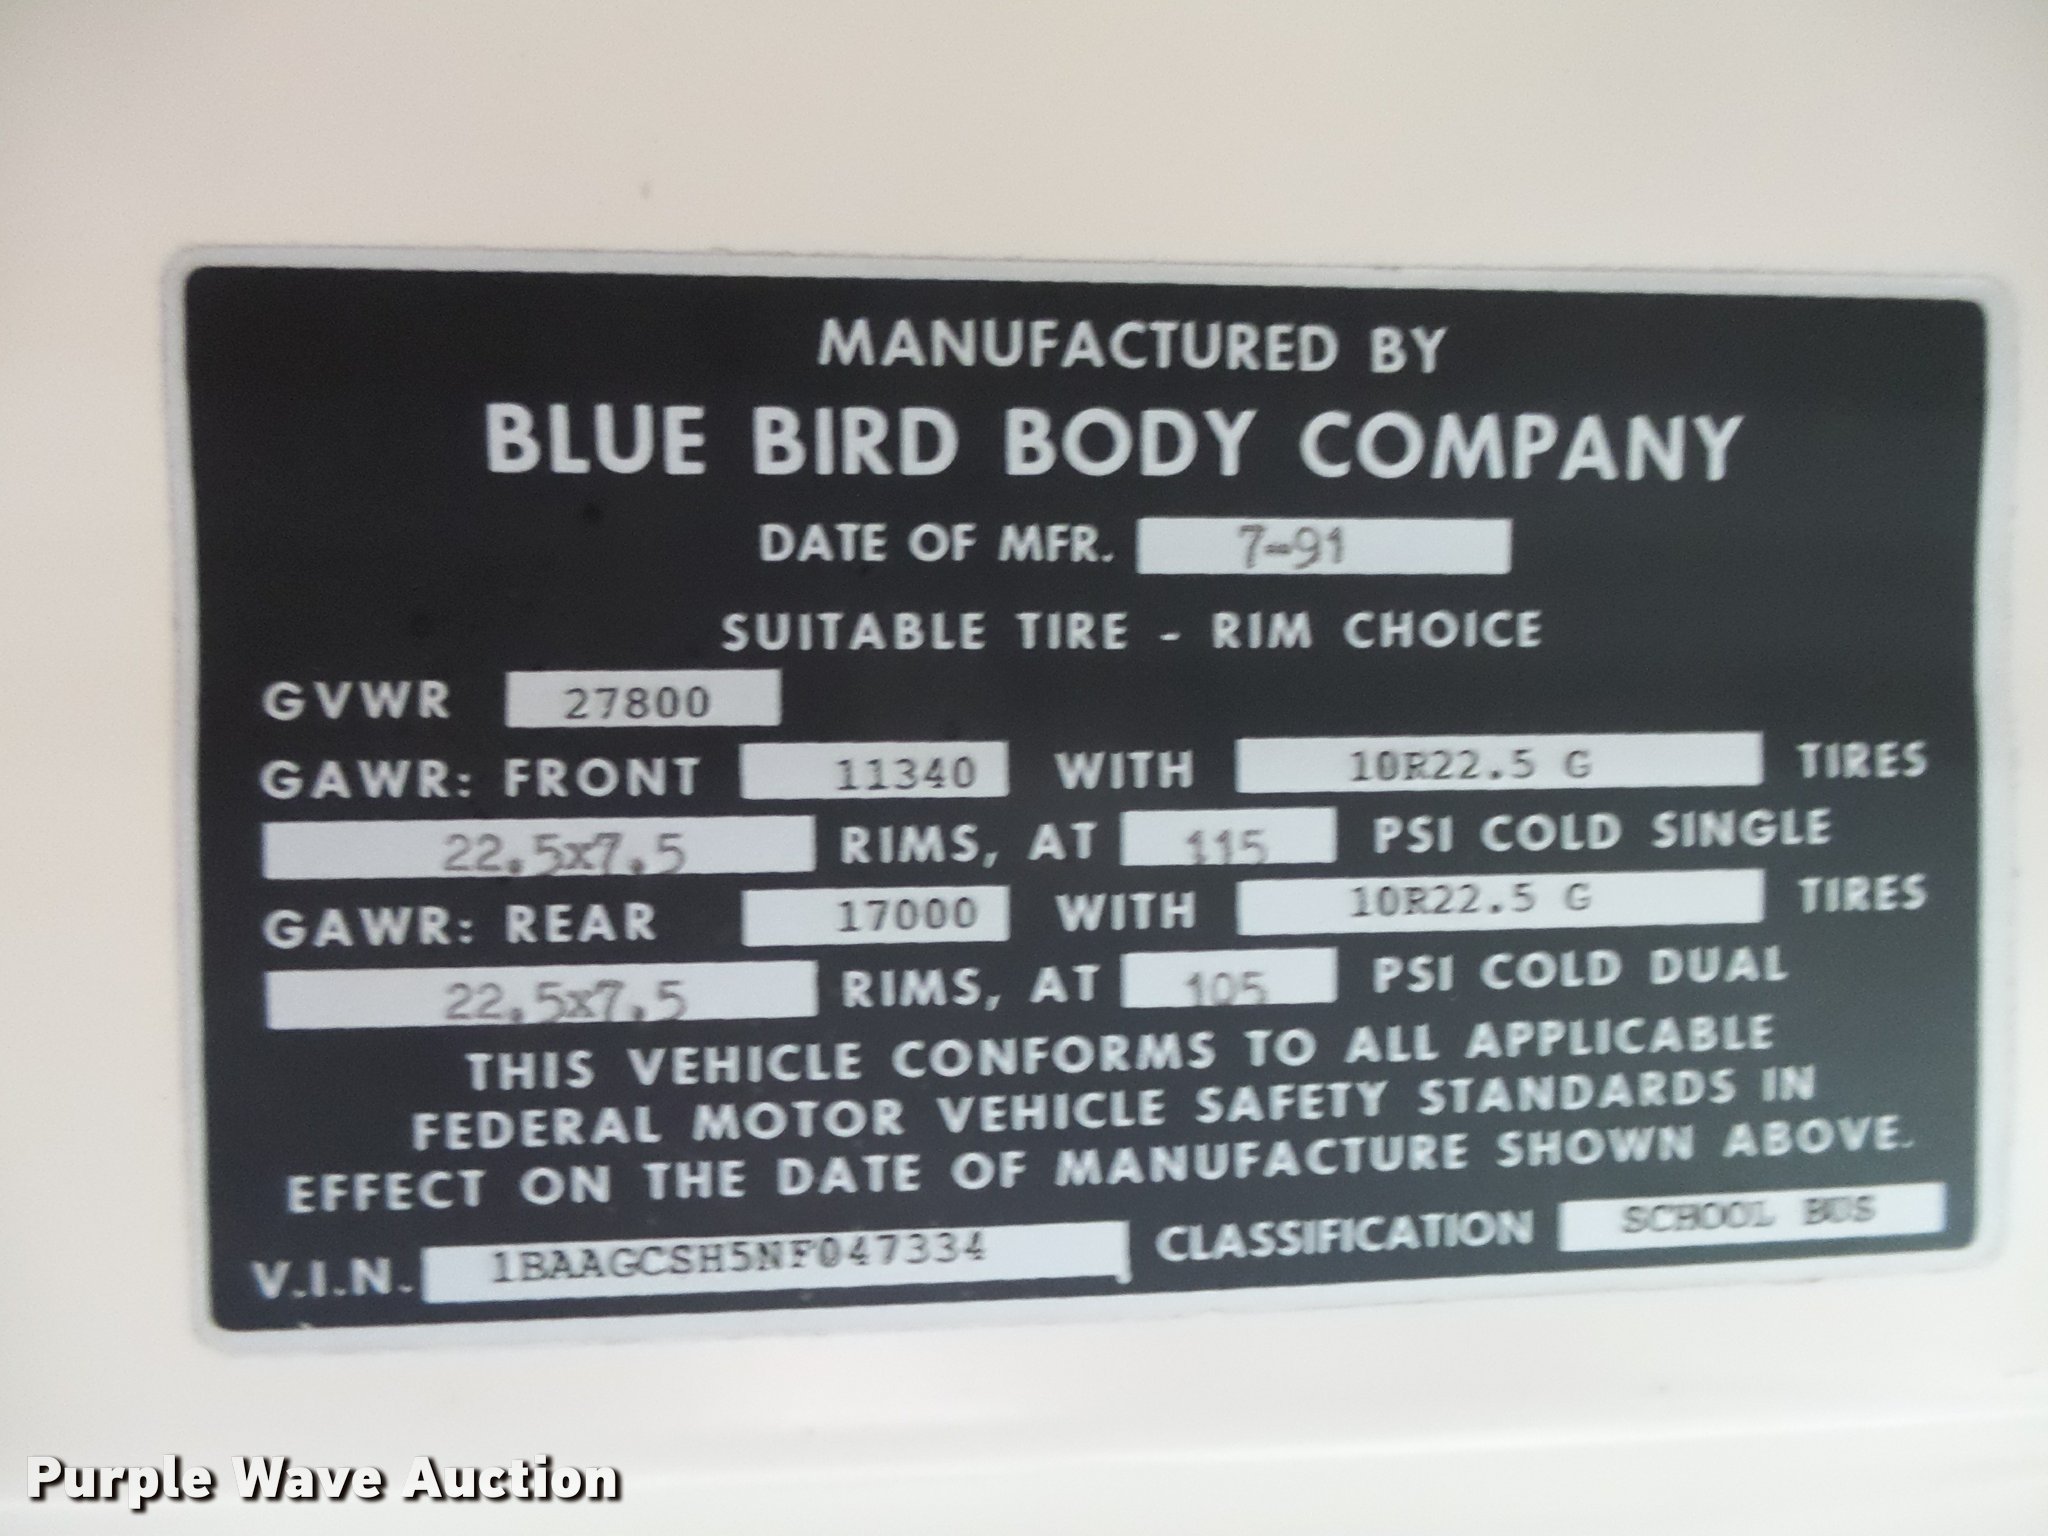 MANUFACTURED BY
BLUE BIRD BODY COMPANY
DATE OF MFR. 7-91
SUITABLE TIRE - RIM CHOICE
GVWR 27800
GAWR: FRONT 11340 WITH 10R22.5 G TIRES
22.5x7.5 RIMS, AT 115 PSI COLD SINGLE
GAWR: REAR 17000 WITH 10R22.5 G TIRES
22.5x7.5 RIMS, AT 105 PSI COLD DUAL
THIS VEHICLE CONFORMS TO ALL APPLICABLE
FEDERAL MOTOR VEHICLE SAFETY STANDARDS IN
EFFECT ON THE DATE OF MANUFACTURE SHOWN ABOVE.
V.I.N. 1BAAGCSH5NF047334 CLASSIFICATION SCHOOL BUS
Purple Wave Auction